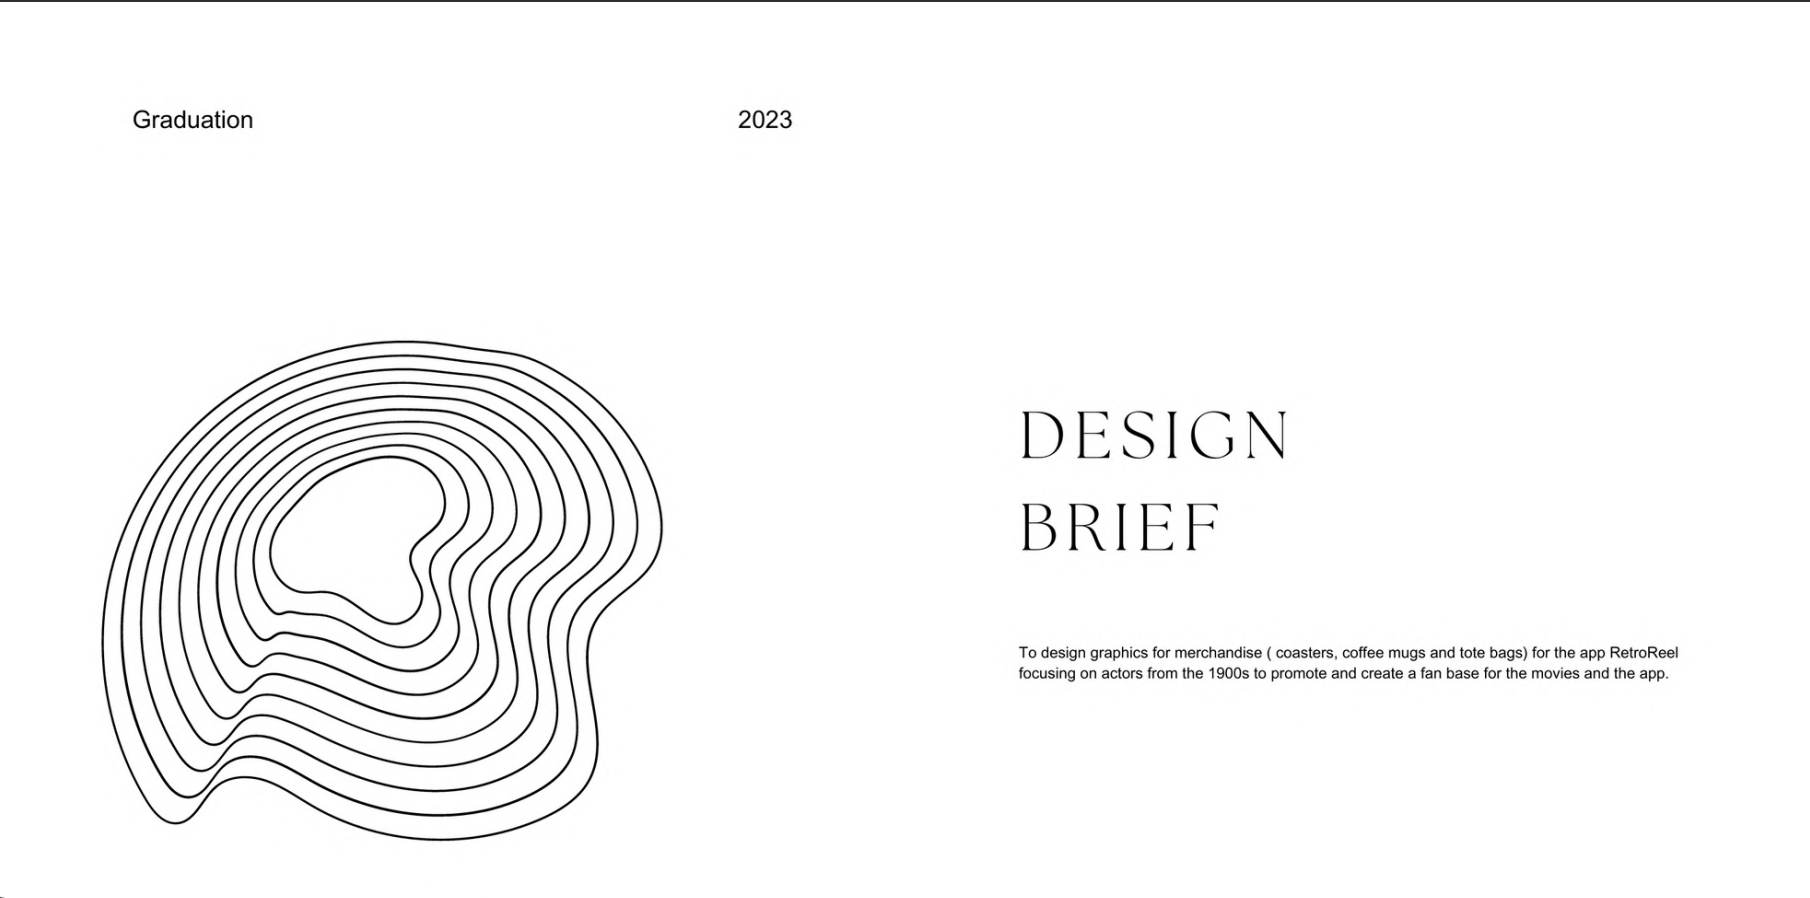 Graduation
2023
DESIGN
BRIEF
To design graphics for merchandise ( coasters, coffee mugs and tote bags) for the app RetroReel
focusing on actors from the 1900s to promote and create a fan base for the movies and the app.